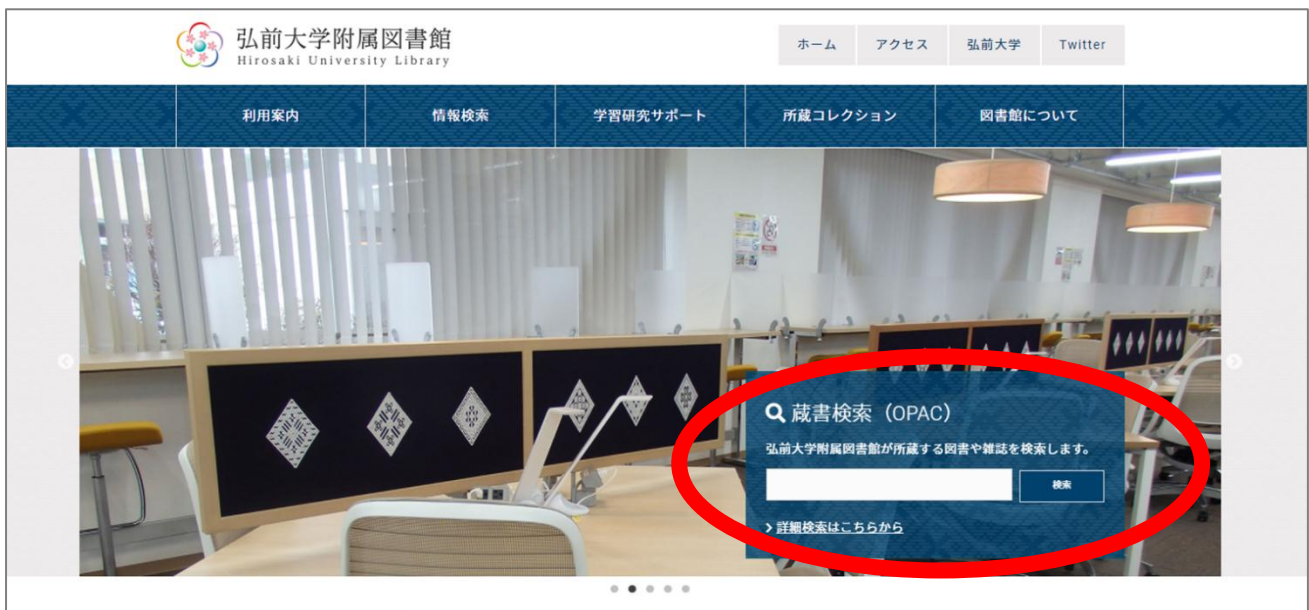 弘前大学附属図書館
Hirosaki University Library
ホーム アクセス 弘前大学 Twitter
利用案内 情報検索 学習研究サポート 所蔵コレクション 図書館について
蔵書検索（OPAC）
弘前大学附属図書館が所蔵する図書や雑誌を検索します。
検索
詳細検索はこちらから